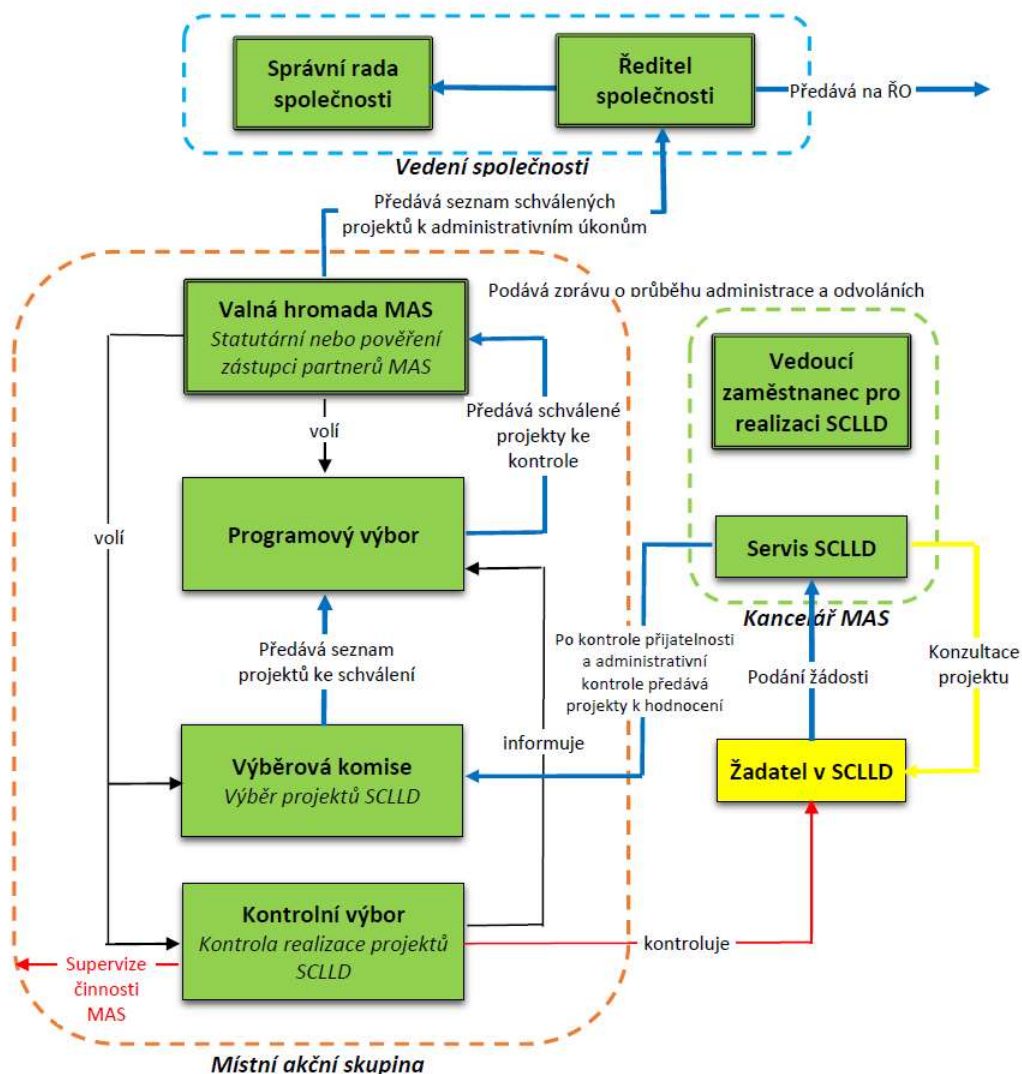 Správní rada
společnosti
Ředitel
společnosti
Předává na ŘO
Vedení společnosti
Předává seznam schválených
projektů k administrativním úkonům
Valná hromada MAS
Statutární nebo pověření
zástupci partnerů MAS
Podává zprávu o průběhu administrace a odvoláních
Vedoucí
zaměstnanec pro
realizaci SCLLD
volí
Předává schválené
projekty ke
kontrole
volí
Programový výbor
Servis SCLLD
Kancelář MAS
Předává seznam
projektů ke schválení
Po kontrole přijatelnosti
a administrativní
kontrole předává
projekty k hodnocení
Podání žádosti
Konzultace
projektu
informuje
Výběrová komise
Výběr projektů SCLLD
Žadatel v SCLLD
Kontrolní výbor
Kontrola realizace projektů
SCLLD
kontroluje
Supervize
činnosti
MAS
Místní akční skupina